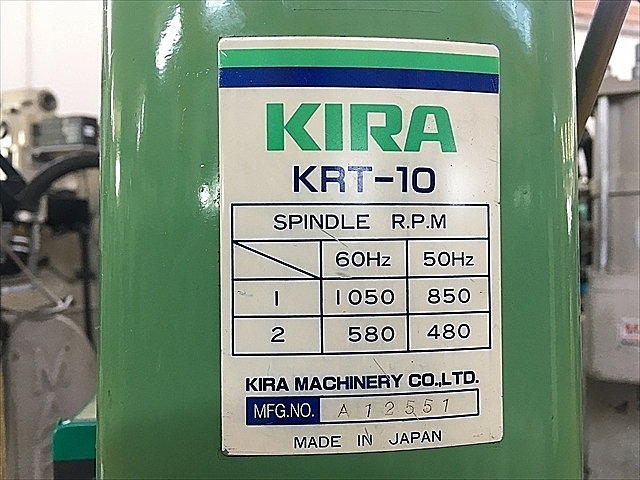 KIRA
KRT-10
SPINDLE R.P.M
60Hz 50Hz
1 1050 850
2 580 480
KIRA MACHINERY CO.,LTD.
MFG.NO. A12551
MADE IN JAPAN